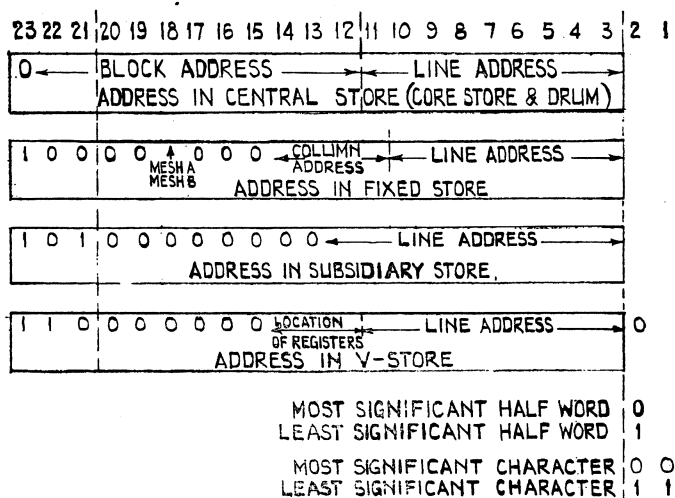 23 22 21 20 19 18 17 16 15 14 13 12 11 10 9 8 7 6 5 4 3 2 1
0 BLOCK ADDRESS LINE ADDRESS
ADDRESS IN CENTRAL STORE (CORE STORE & DRUM)
1 0 0 0 0 0 0 0 COLUMN ADDRESS LINE ADDRESS
MESH A
MESH B
ADDRESS IN FIXED STORE
1 0 1 0 0 0 0 0 0 0 0 LINE ADDRESS
ADDRESS IN SUBSIDIARY STORE.
1 1 0 0 0 0 0 0 0 LOCATION OF REGISTERS LINE ADDRESS 0
ADDRESS IN V-STORE
MOST SIGNIFICANT HALF WORD 0
LEAST SIGNIFICANT HALF WORD 1
MOST SIGNIFICANT CHARACTER 0 0
LEAST SIGNIFICANT CHARACTER 1 1